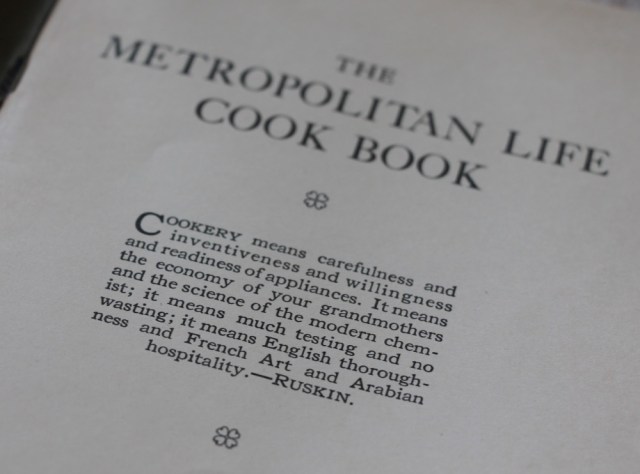 THE
METROPOLITAN LIFE
COOK BOOK
COOKERY means carefulness and
inventiveness and willingness
and readiness of appliances. It means
the economy of your grandmothers
and the science of the modern chem-
ist; it means much testing and no
wasting; it means English thorough-
ness and French Art and Arabian
hospitality.—RUSKIN.